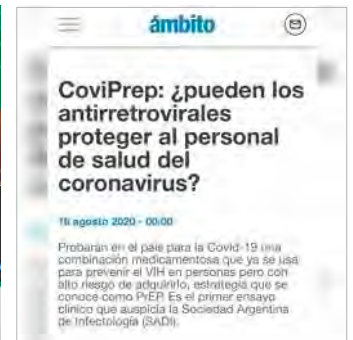 ámbito
CoviPrep: ¿pueden los
antirretrovirales
proteger al personal
de salud del
coronavirus?
18 agosto 2020 - 00:00
Probarán en el país para la Covid-19 una
combinación medicamentosa que ya se usa
para prevenir el VIH en personas pero con
alto riesgo de adquirirlo, estrategia que se
conoce como PrEP. Es el primer ensayo
clínico que auspicia la Sociedad Argentina
de Infectología (SADI).